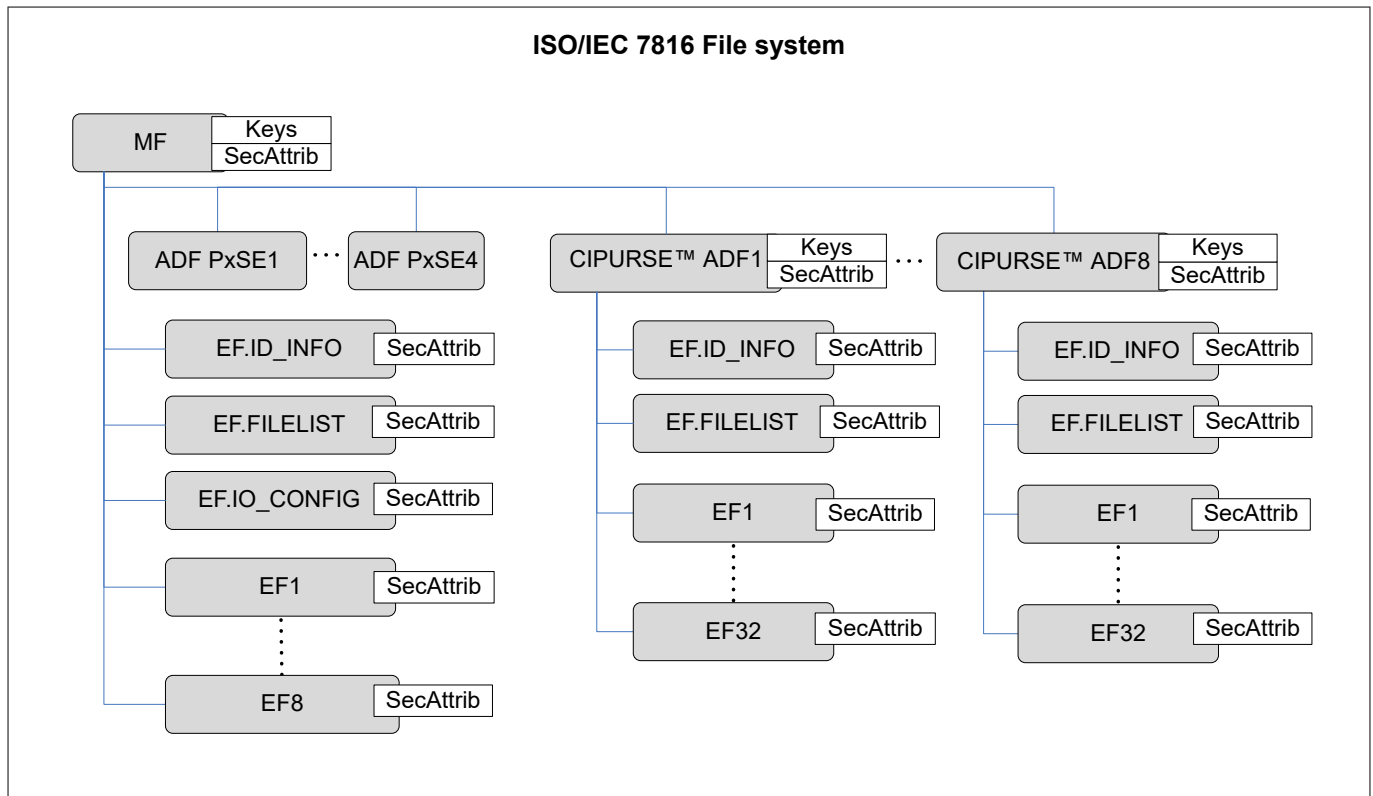 ISO/IEC 7816 File system
MF
Keys
SecAttrib
ADF PxSE1
...
ADF PxSE4
CIPURSE™ ADF1
Keys
SecAttrib
...
CIPURSE™ ADF8
Keys
SecAttrib
EF.ID_INFO
SecAttrib
EF.FILELIST
SecAttrib
EF.IO_CONFIG
SecAttrib
EF1
SecAttrib
EF8
SecAttrib
EF.ID_INFO
SecAttrib
EF.FILELIST
SecAttrib
EF1
SecAttrib
EF32
SecAttrib
EF.ID_INFO
SecAttrib
EF.FILELIST
SecAttrib
EF1
SecAttrib
EF32
SecAttrib